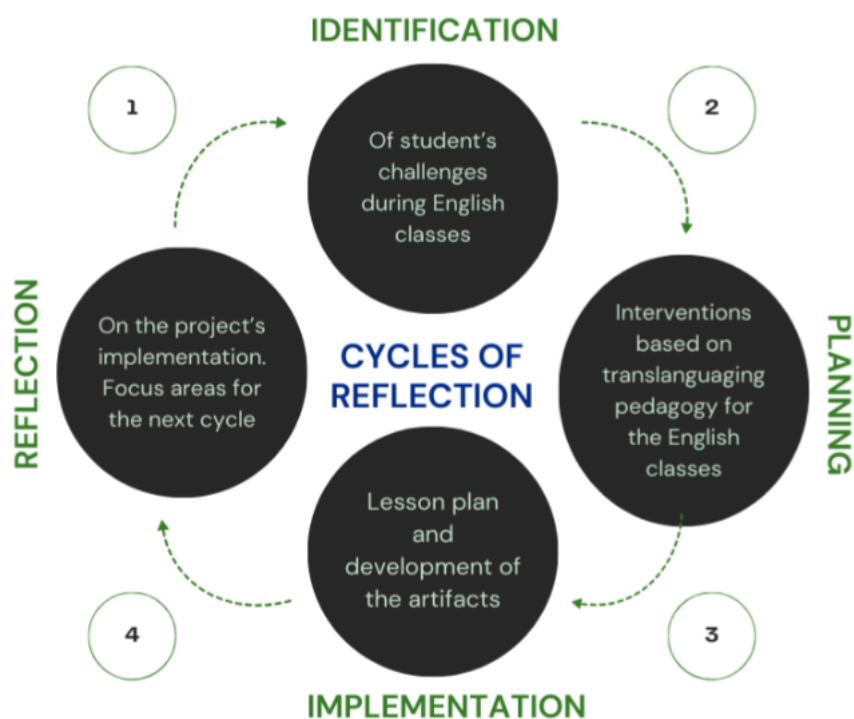 IDENTIFICATION
1
2
Of student's
challenges
during English
classes
REFLECTION
On the project's
implementation.
Focus areas for
the next cycle
CYCLES OF
REFLECTION
Interventions
based on
translanguaging
pedagogy for
the English
classes
PLANNING
Lesson plan
and
development of
the artifacts
4
3
IMPLEMENTATION